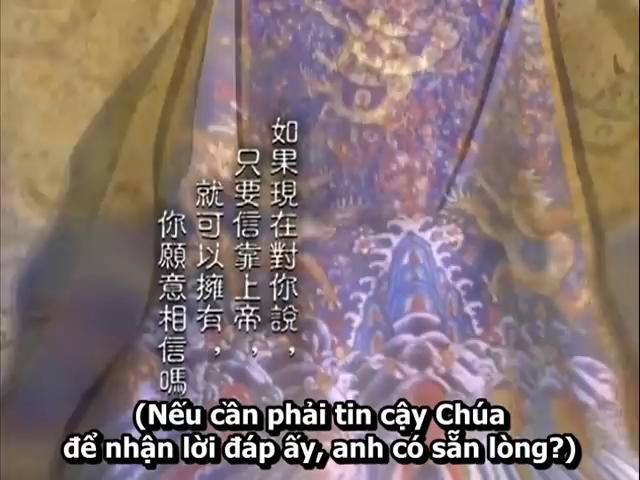 如果現在對你說，
只要信靠上帝，
就可以擁有，
你願意相信嗎
(Nếu cần phải tin cậy Chúa
để nhận lời đáp ấy, anh có sẵn lòng?)